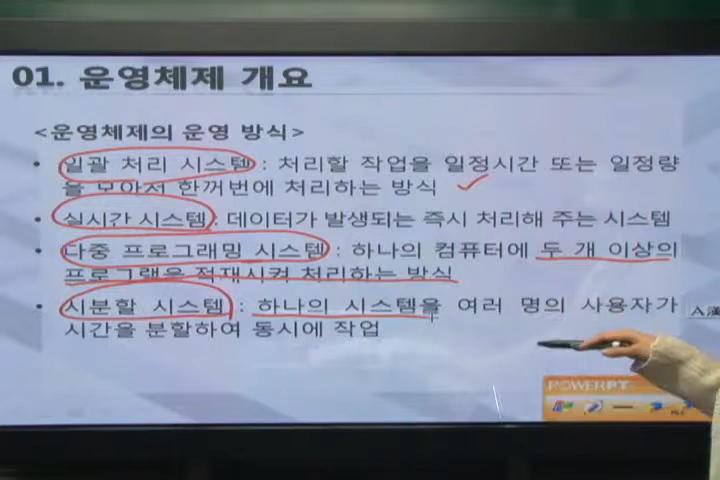 01. 운영체제 개요
<운영체제의 운영 방식>
• 일괄 처리 시스템 : 처리할 작업을 일정시간 또는 일정량
을 모아서 한꺼번에 처리하는 방식
• 실시간 시스템 : 데이터가 발생되는 즉시 처리해 주는 시스템
• 다중 프로그래밍 시스템 : 하나의 컴퓨터에 두 개 이상의
프로그램을 적재시켜 처리하는 방식
• 시분할 시스템 : 하나의 시스템을 여러 명의 사용자가
시간을 분할하여 동시에 작업
A漢
POWERPT